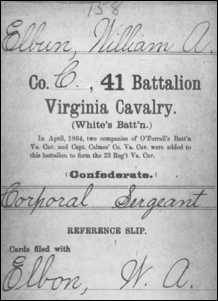 158
Elbun, William A.
Co. C., 41 Battalion
Virginia Cavalry.
(White's Batt'n.)
In April, 1864, two companies of O'Ferrall's Batt'n
Va. Cav. and Capt. Calmes' Co. Va. Cav. were added to
this battalion to form the 23 Reg't Va. Cav.
(Confederate.)
Corporal Sergeant
REFERENCE SLIP.
Cards filed with
Elbon, W. A.